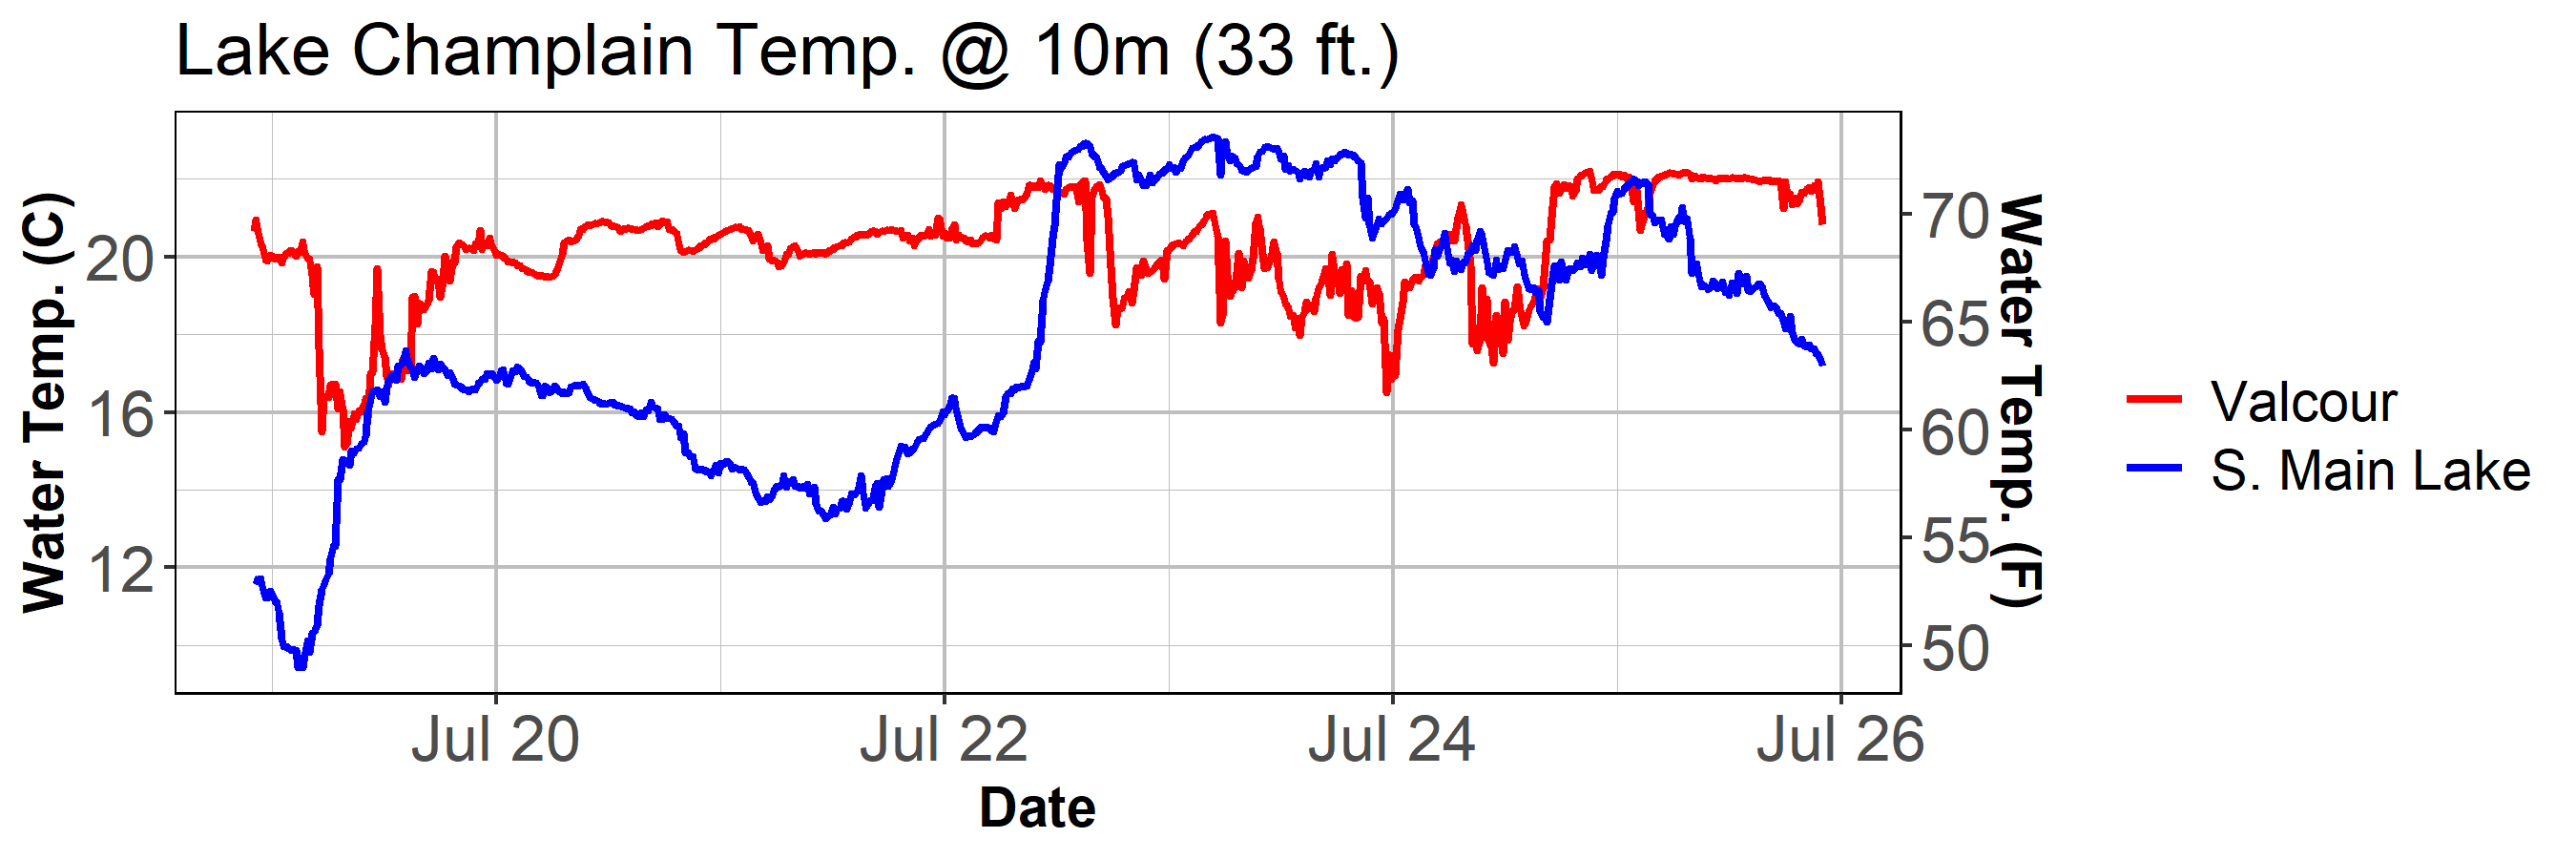 Lake Champlain Temp. @ 10m (33 ft.)
Water Temp. (C)
20
16
12
70
65
60
55
50
Water Temp. (F)
Jul 20
Jul 22
Jul 24
Jul 26
Date
Valcour
S. Main Lake